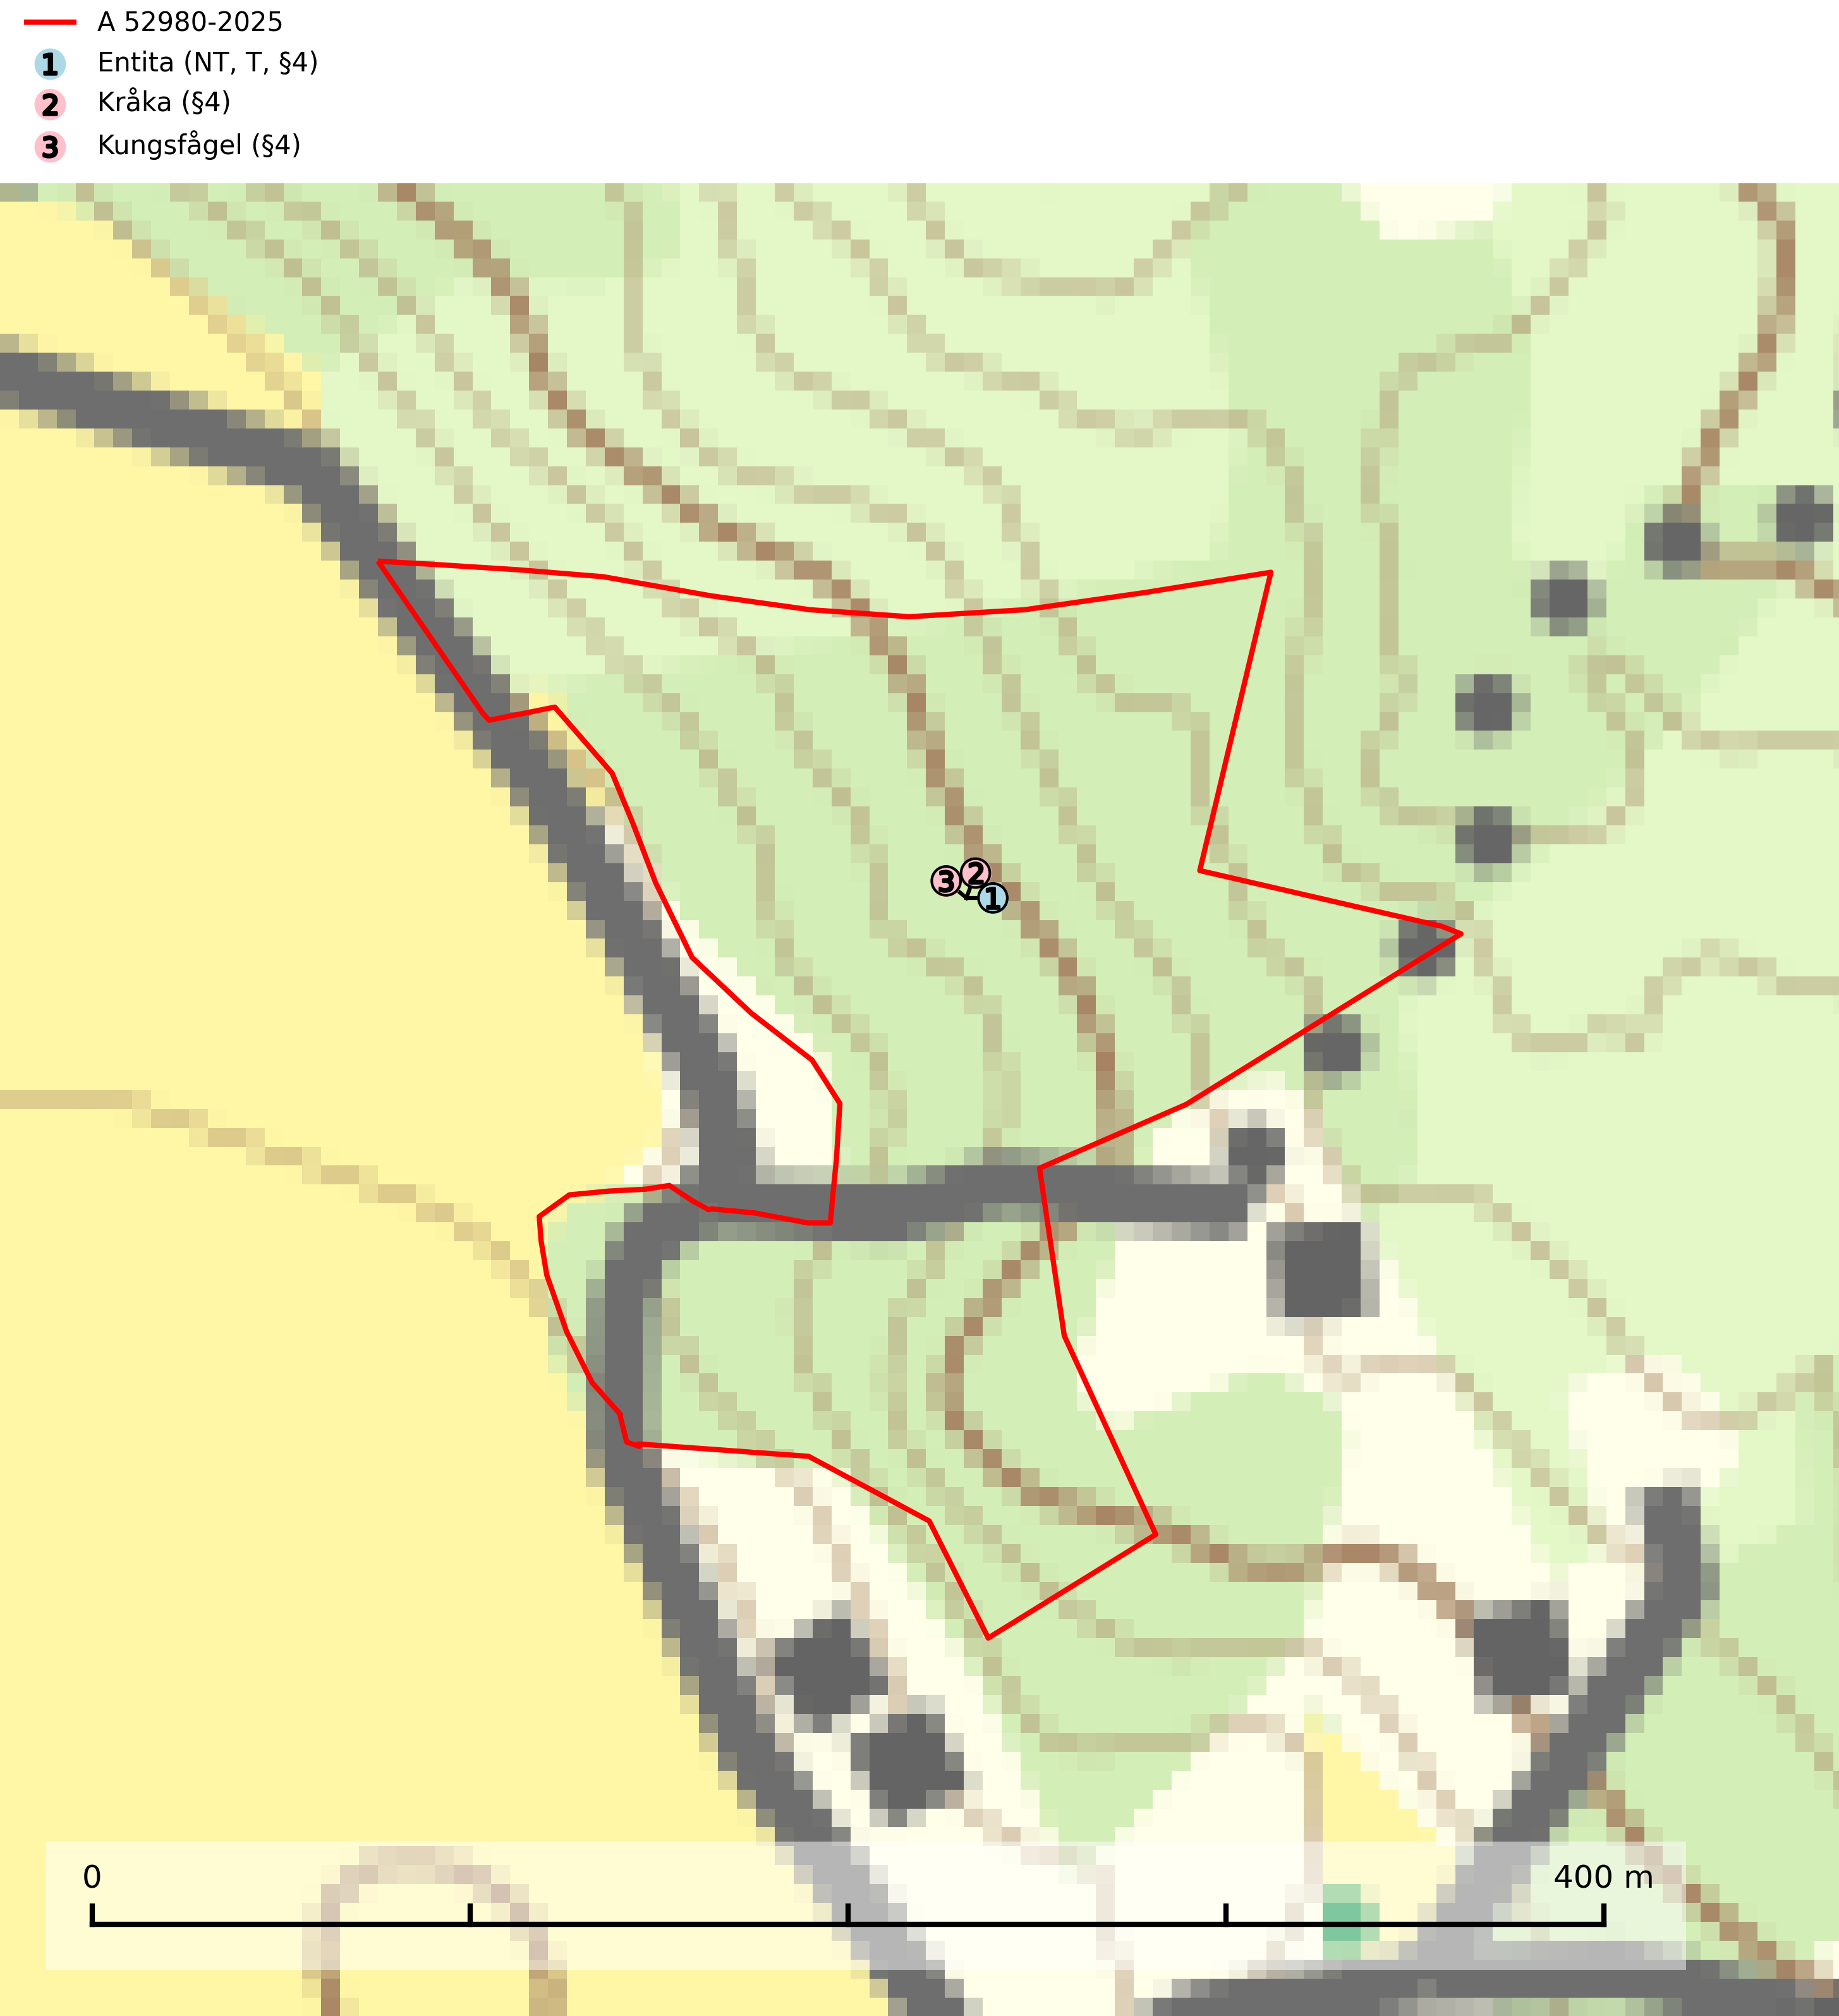 A 52980-2025
1 Entita (NT, T, §4)
2 Kråka (§4)
3 Kungsfågel (§4)
3 2 1
0 400 m